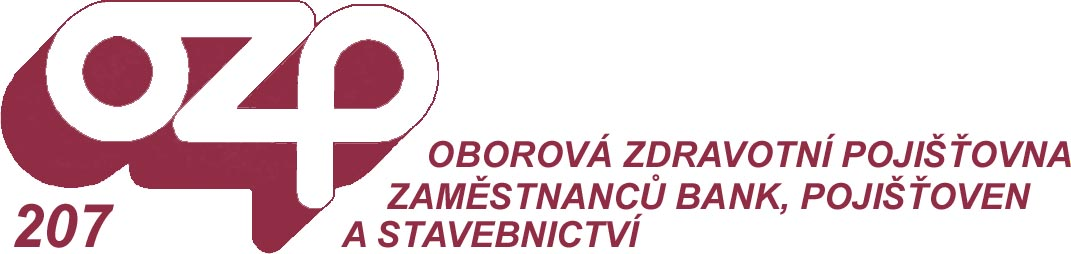 ozp
OBOROVÁ ZDRAVOTNÍ POJIŠŤOVNA
ZAMĚSTNANCŮ BANK, POJIŠŤOVEN
207
A STAVEBNICTVÍ